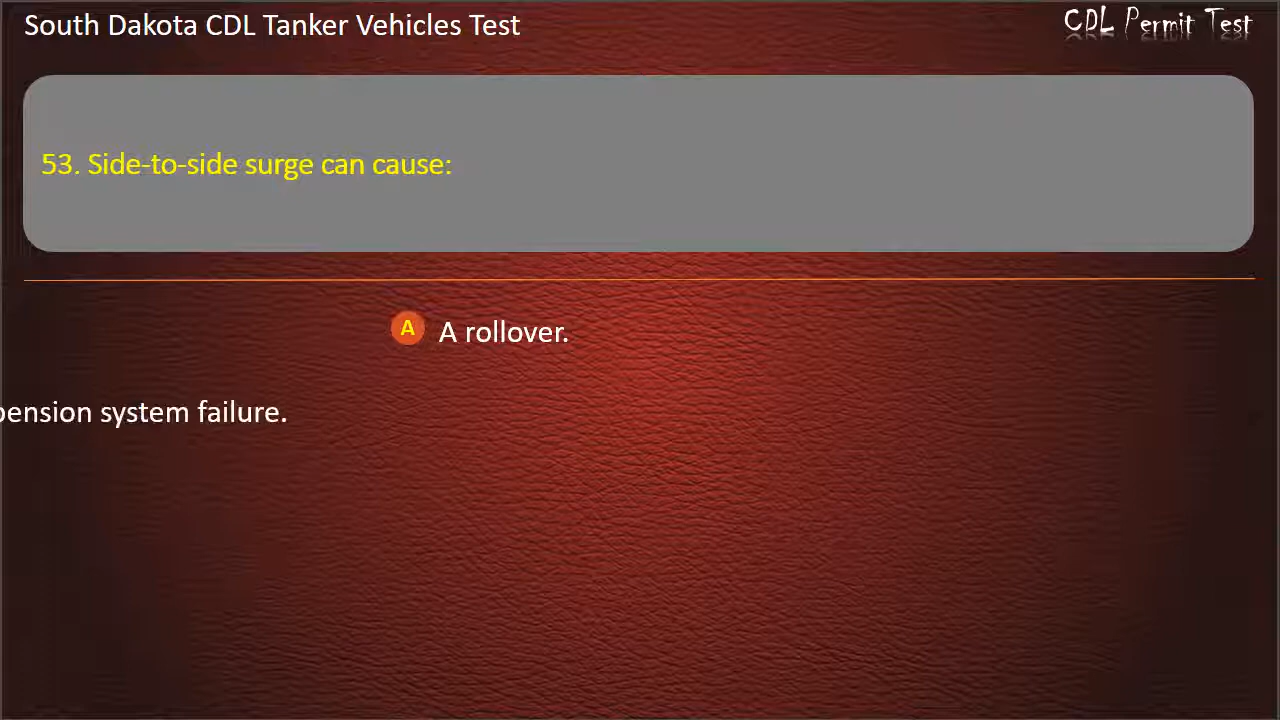 South Dakota CDL Tanker Vehicles Test
CDL Permit Test
53. Side-to-side surge can cause:
A A rollover.
system failure.